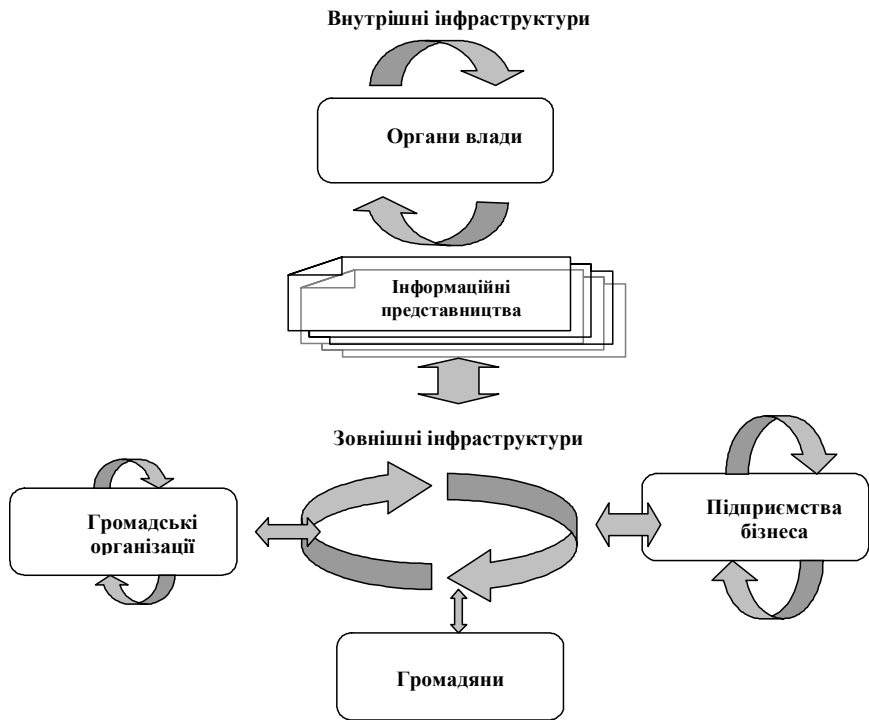 Внутрішні інфраструктури
Органи влади
Інформаційні
представництва
Зовнішні інфраструктури
Громадські
організації
Підприємства
бізнеса
Громадяни